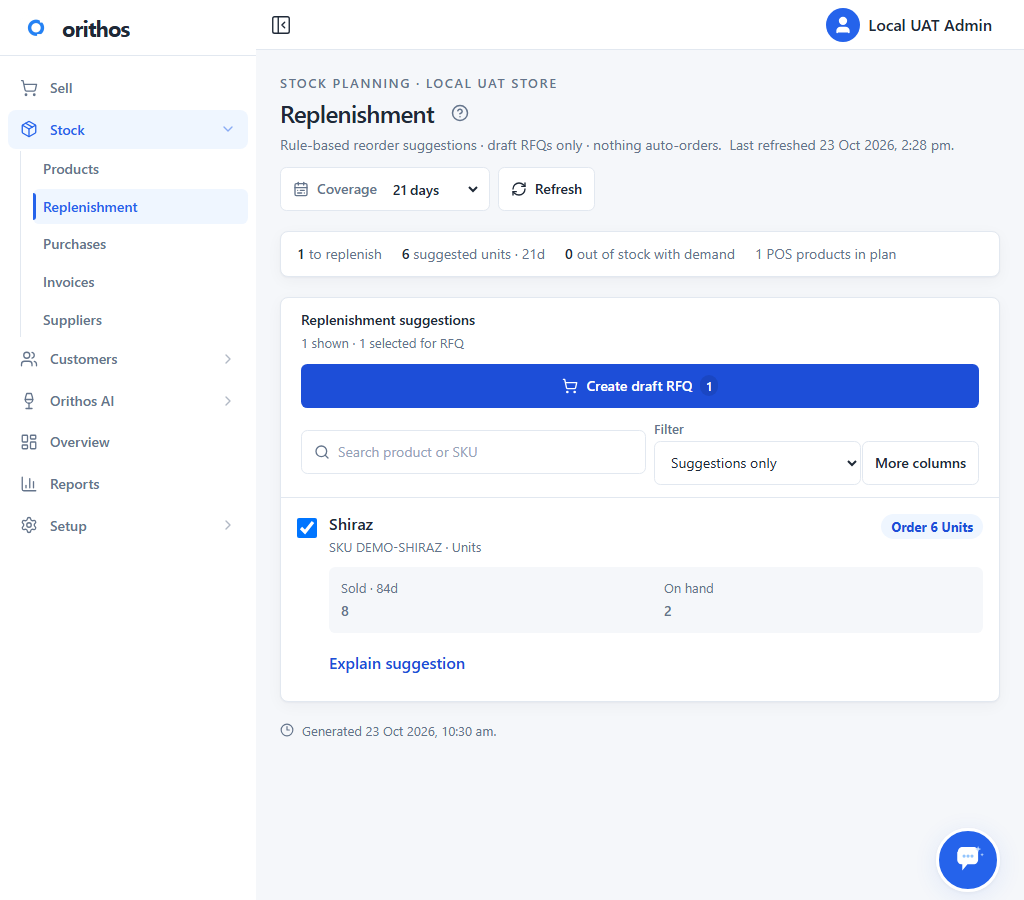 orithos
Local UAT Admin
Sell
Stock
Products
Replenishment
Purchases
Invoices
Suppliers
Customers
Orithos AI
Overview
Reports
Setup
STOCK PLANNING · LOCAL UAT STORE
Replenishment
Rule-based reorder suggestions · draft RFQs only · nothing auto-orders. Last refreshed 23 Oct 2026, 2:28 pm.
Coverage 21 days Refresh
1 to replenish 6 suggested units · 21d 0 out of stock with demand 1 POS products in plan
Replenishment suggestions
1 shown · 1 selected for RFQ
Create draft RFQ 1
Filter
Search product or SKU Suggestions only More columns
Shiraz Order 6 Units
SKU DEMO-SHIRAZ · Units
Sold · 84d On hand
8 2
Explain suggestion
Generated 23 Oct 2026, 10:30 am.